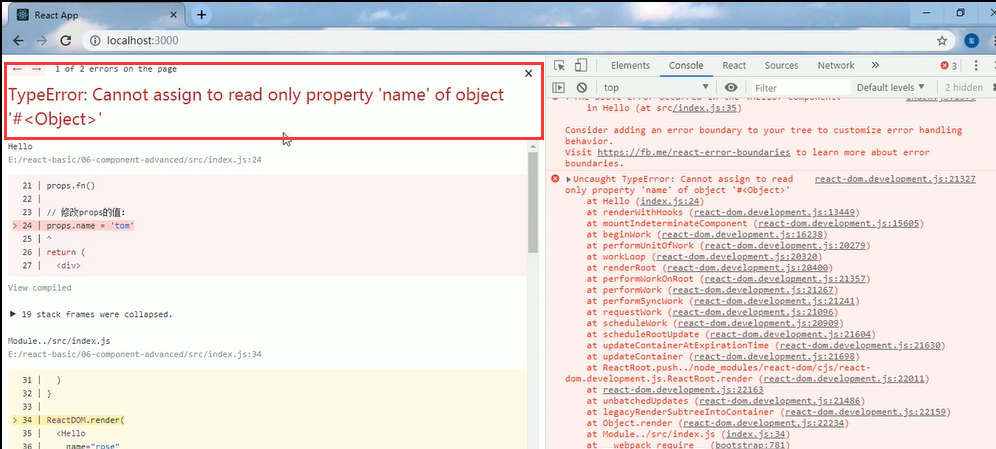 React App
localhost:3000
1 of 2 errors on the page
TypeError: Cannot assign to read only property 'name' of object
'#<Object>'
Hello
E:/react-basic/06-component-advanced/src/index.js:24
21 | props.fn()
22 |
23 | // 修改props的值:
> 24 | props.name = 'tom'
25 | ^
26 | return (
27 |   <div>
View compiled
▶ 19 stack frames were collapsed.
Module../src/index.js
E:/react-basic/06-component-advanced/src/index.js:34
31 |   )
32 | }
33 |
> 34 | ReactDOM.render(
35 |   <Hello
36 |     name="rose"
Elements Console React Sources Network » 3
top Filter Default levels ▼ 2 hidden
in Hello (at src/index.js:35)
Consider adding an error boundary to your tree to customize error handling
behavior.
Visit https://fb.me/react-error-boundaries to learn more about error
boundaries.
▶Uncaught TypeError: Cannot assign to read react-dom.development.js:21327
only property 'name' of object '#<Object>'
at Hello (index.js:24)
at renderWithHooks (react-dom.development.js:13449)
at mountIndeterminateComponent (react-dom.development.js:15605)
at beginWork (react-dom.development.js:16238)
at performUnitOfWork (react-dom.development.js:20279)
at workLoop (react-dom.development.js:20320)
at renderRoot (react-dom.development.js:20400)
at performWorkOnRoot (react-dom.development.js:21357)
at performWork (react-dom.development.js:21267)
at performSyncWork (react-dom.development.js:21241)
at requestWork (react-dom.development.js:21096)
at scheduleWork (react-dom.development.js:20909)
at scheduleRootUpdate (react-dom.development.js:21604)
at updateContainerAtExpirationTime (react-dom.development.js:21630)
at updateContainer (react-dom.development.js:21698)
at ReactRoot.push../node_modules/react-dom/cjs/react-
dom.development.js.ReactRoot.render (react-dom.development.js:22011)
at react-dom.development.js:22163
at unbatchedUpdates (react-dom.development.js:21486)
at legacyRenderSubtreeIntoContainer (react-dom.development.js:22159)
at Object.render (react-dom.development.js:22234)
at Module../src/index.js (index.js:34)
at __webpack_require__ (bootstrap:781)